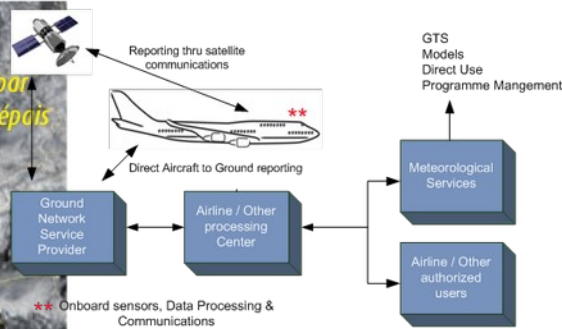 GTS
Models
Direct Use
Programme Mangement
Reporting thru satellite
communications
épais
**
Direct Aircraft to Ground reporting
Meteorological
Services
Ground
Network
Service
Provider
Airline / Other
processing
Center
Airline / Other
authorized
users
** Onboard sensors, Data Processing &
Communications